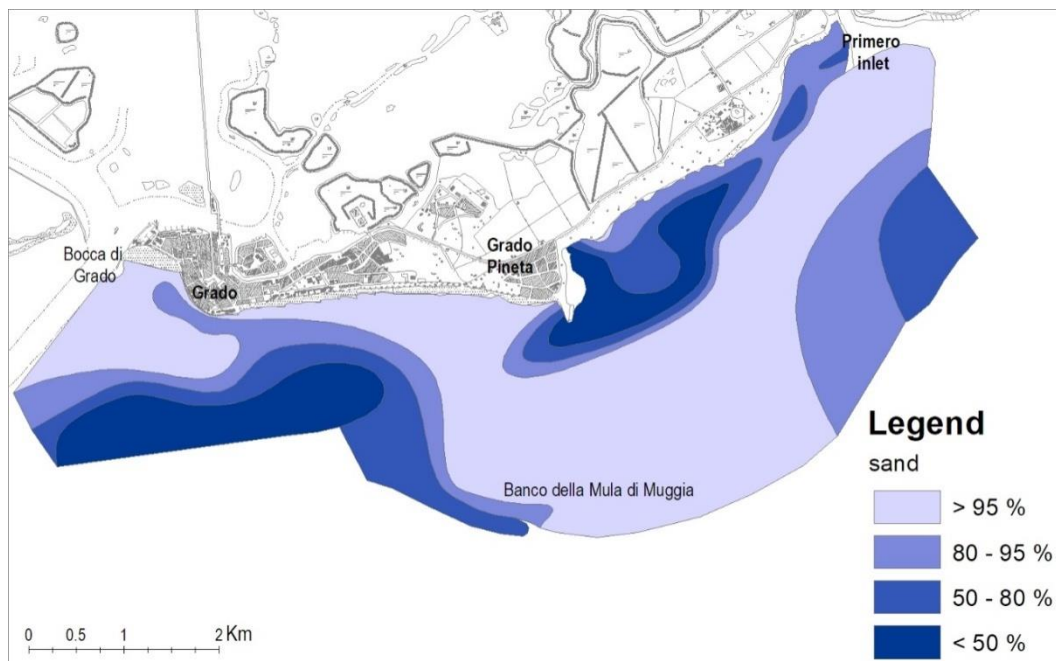 Primero
inlet
Bocca di
Grado
Grado
Pineta
Grado
Banco della Mula di Muggia
Legend
sand
> 95 %
80 - 95 %
50 - 80 %
< 50 %
0 0.5 1 2 Km